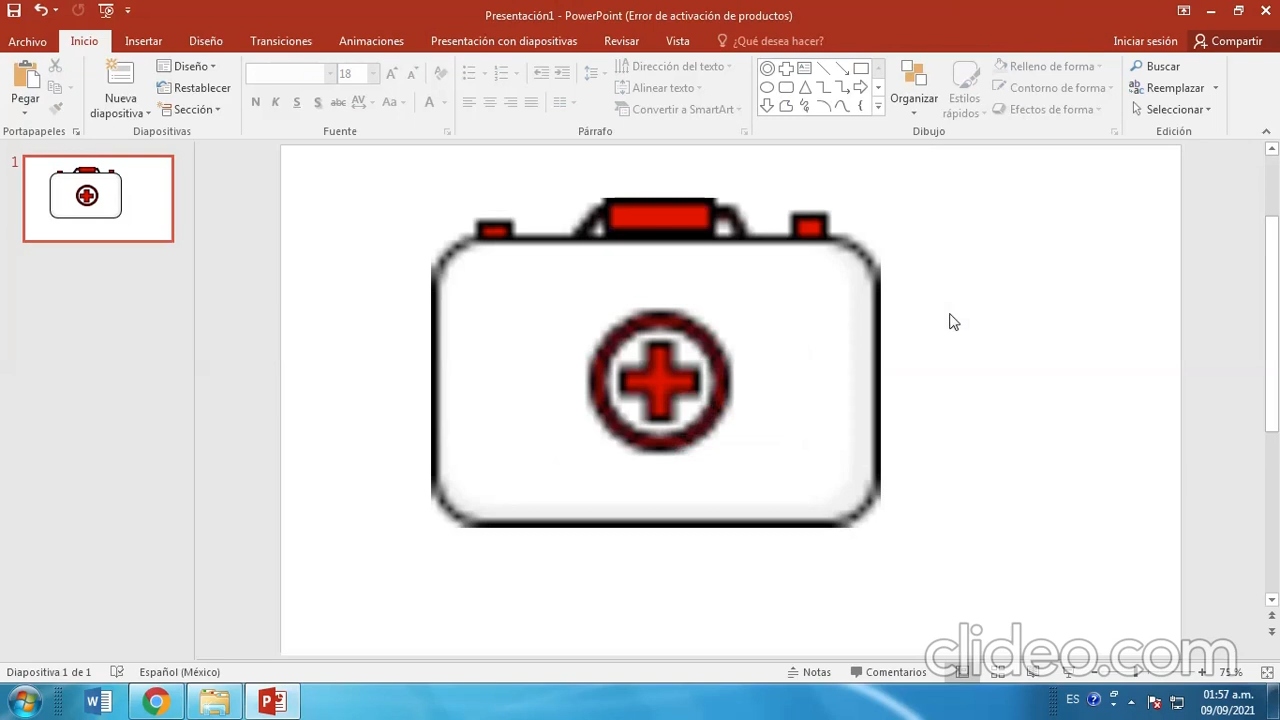 Presentación1 - PowerPoint (Error de activación de productos)
Archivo Inicio Insertar Diseño Transiciones Animaciones Presentación con diapositivas Revisar Vista ¿Qué desea hacer? Iniciar sesión Compartir
Pegar
Nueva diapositiva
Diseño
Restablecer
Sección
18
N K S S abc AV Aa A
Dirección del texto
Alinear texto
Convertir a SmartArt
Organizar
Estilos rápidos
Relleno de forma
Contorno de forma
Efectos de forma
Buscar
Reemplazar
Seleccionar
Portapapeles Diapositivas Fuente Párrafo Dibujo Edición
1
clideo.com
Diapositiva 1 de 1 Español (México) Notas Comentarios 75 %
ES 01:57 a.m.
09/09/2021